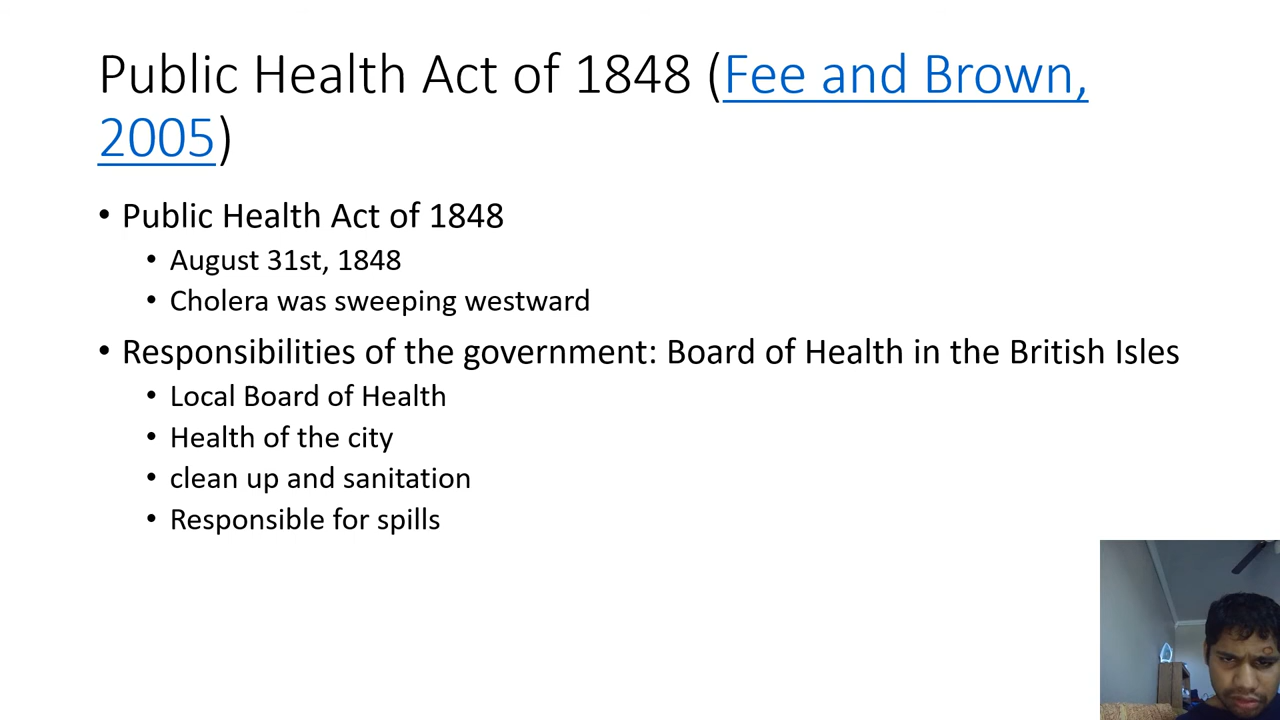 Public Health Act of 1848 (Fee and Brown,
2005)
• Public Health Act of 1848
• August 31st, 1848
• Cholera was sweeping westward
• Responsibilities of the government: Board of Health in the British Isles
• Local Board of Health
• Health of the city
• clean up and sanitation
• Responsible for spills